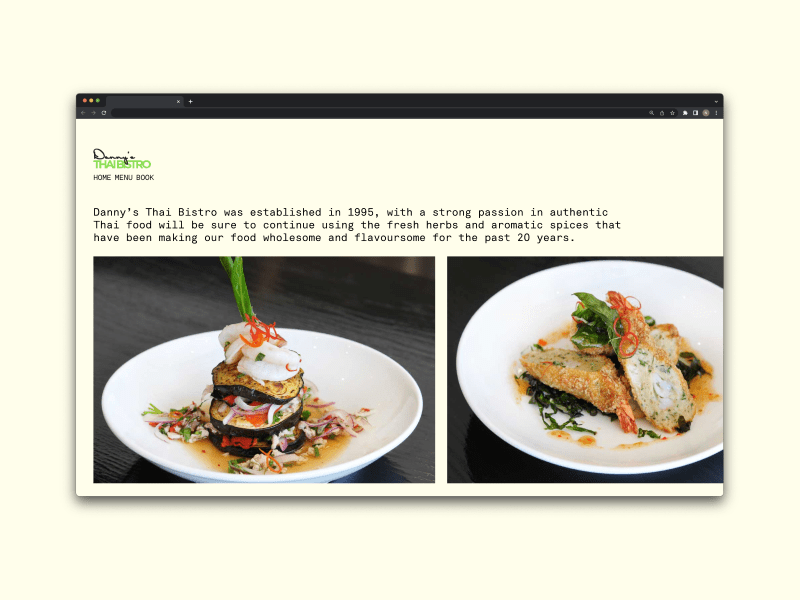 Danny's
THAI BISTRO
HOME MENU BOOK
Danny's Thai Bistro was established in 1995, with a strong passion in authentic
Thai food will be sure to continue using the fresh herbs and aromatic spices that
have been making our food wholesome and flavoursome for the past 20 years.